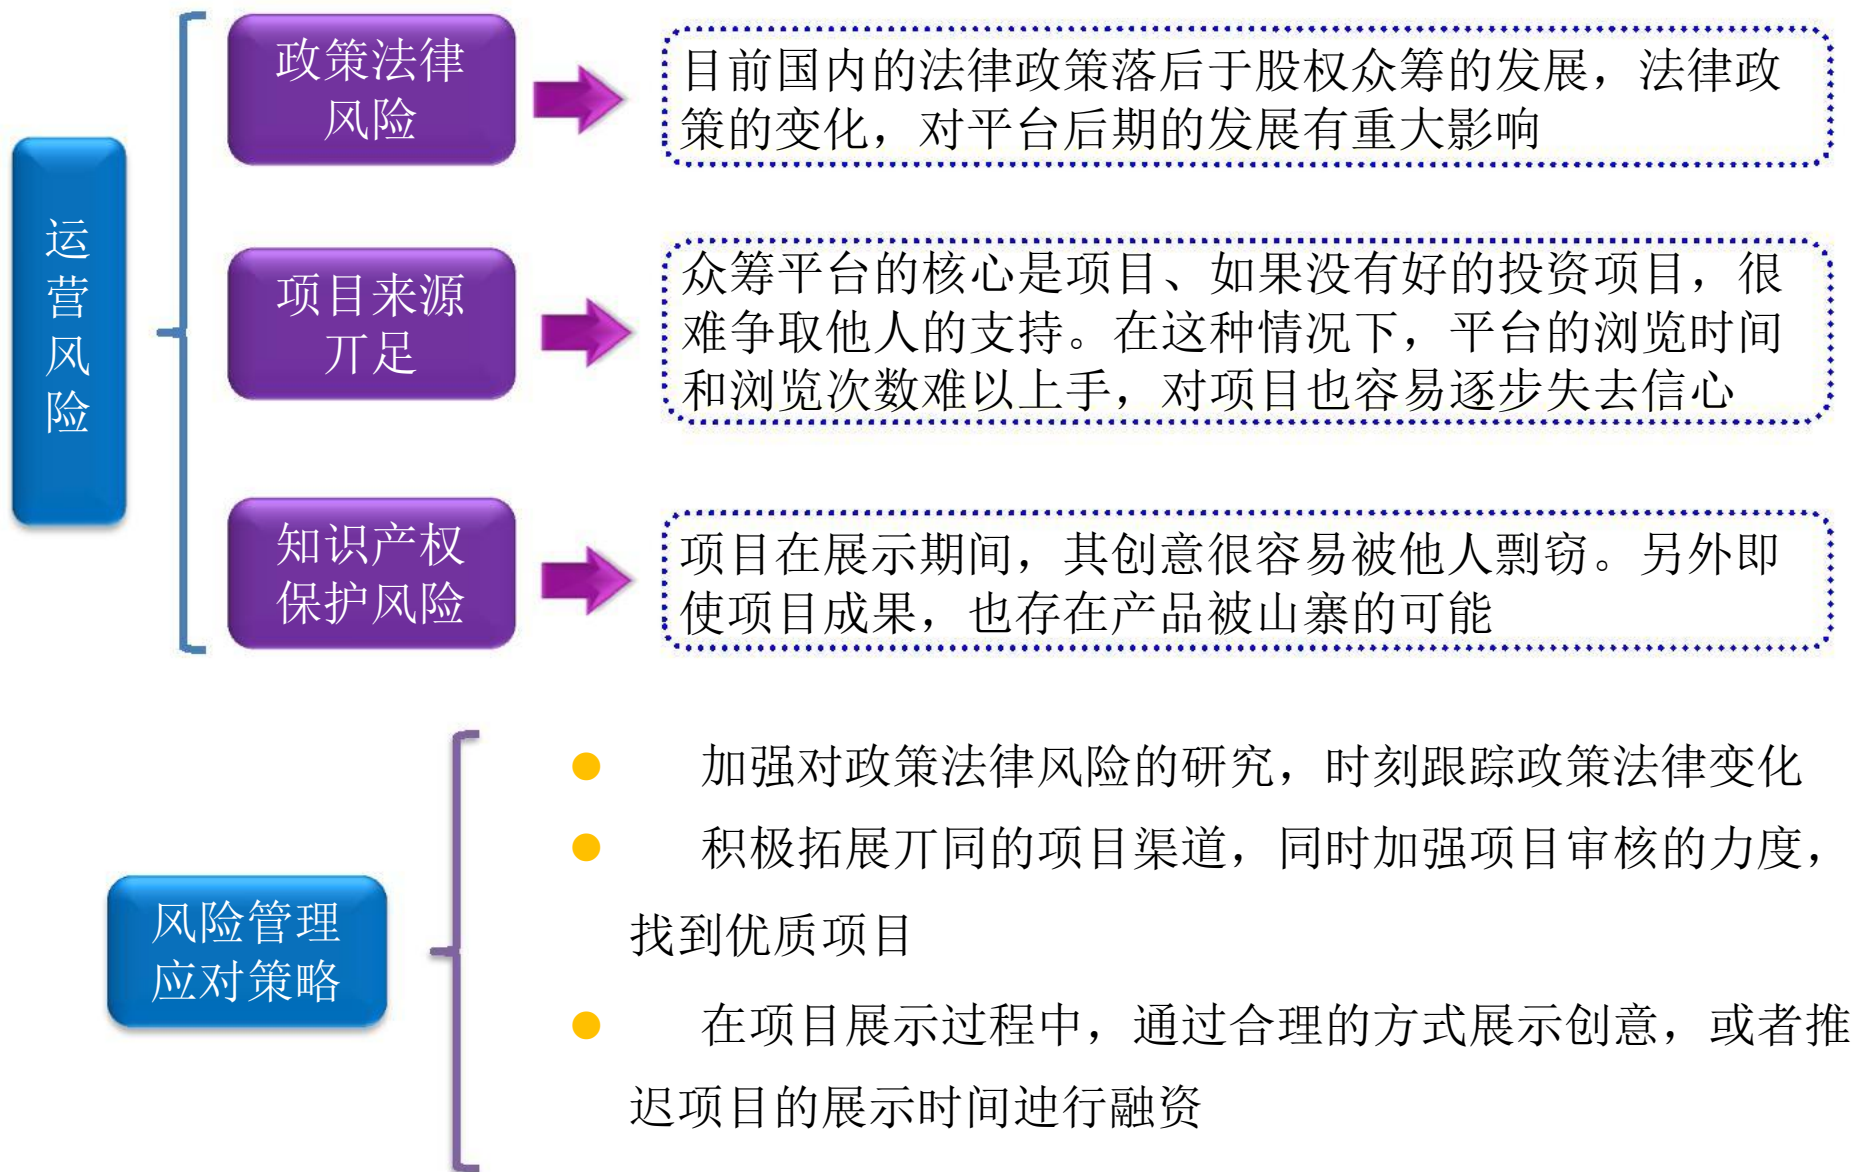 运营风险
政策法律
风险
目前国内的法律政策落后于股权众筹的发展，法律政
策的变化，对平台后期的发展有重大影响
项目来源
丌足
众筹平台的核心是项目、如果没有好的投资项目，很
难争取他人的支持。在这种情况下，平台的浏览时间
和浏览次数难以上手，对项目也容易逐步失去信心
知识产权
保护风险
项目在展示期间，其创意很容易被他人剽窃。另外即
使项目成果，也存在产品被山寨的可能
风险管理
应对策略
● 加强对政策法律风险的研究，时刻跟踪政策法律变化
● 积极拓展丌同的项目渠道，同时加强项目审核的力度，
找到优质项目
● 在项目展示过程中，通过合理的方式展示创意，或者推
迟项目的展示时间迚行融资